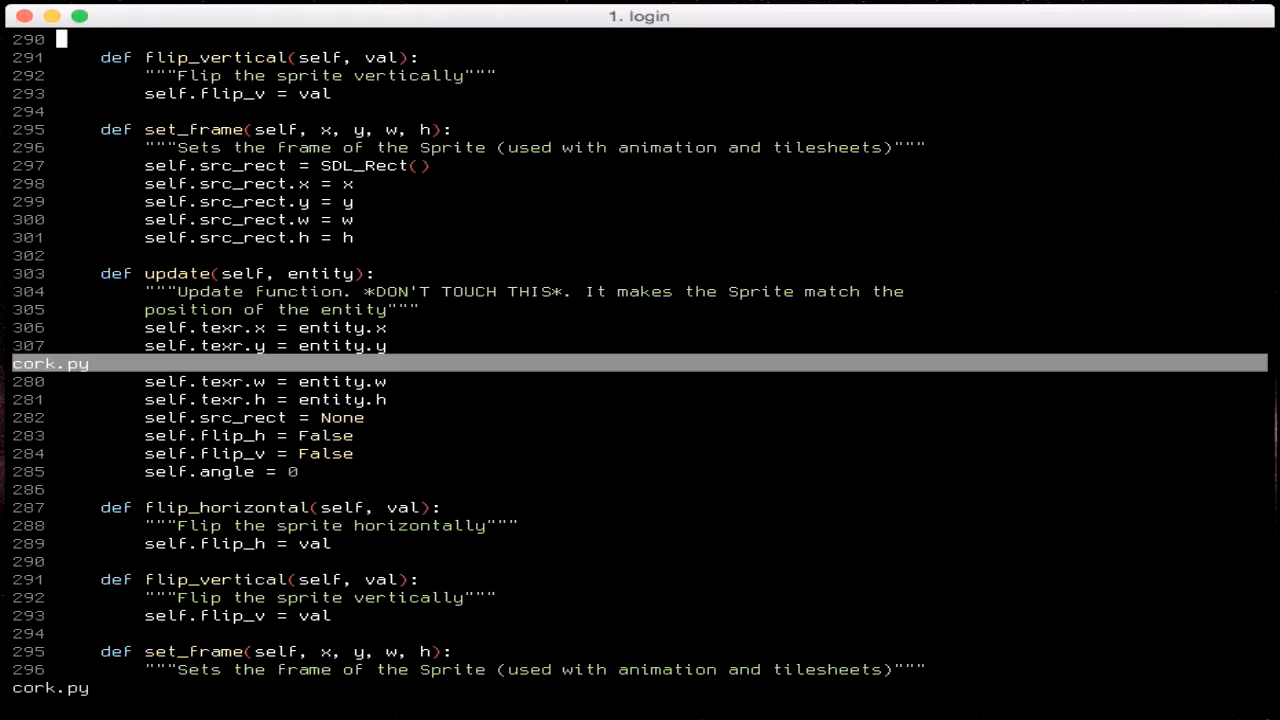 1. login
290
291     def flip_vertical(self, val):
292         """Flip the sprite vertically"""
293         self.flip_v = val
294
295     def set_frame(self, x, y, w, h):
296         """Sets the frame of the Sprite (used with animation and tilesheets)"""
297         self.src_rect = SDL_Rect()
298         self.src_rect.x = x
299         self.src_rect.y = y
300         self.src_rect.w = w
301         self.src_rect.h = h
302
303     def update(self, entity):
304         """Update function. *DON'T TOUCH THIS*. It makes the Sprite match the
305         position of the entity"""
306         self.texr.x = entity.x
307         self.texr.y = entity.y
cork.py
280         self.texr.w = entity.w
281         self.texr.h = entity.h
282         self.src_rect = None
283         self.flip_h = False
284         self.flip_v = False
285         self.angle = 0
286
287     def flip_horizontal(self, val):
288         """Flip the sprite horizontally"""
289         self.flip_h = val
290
291     def flip_vertical(self, val):
292         """Flip the sprite vertically"""
293         self.flip_v = val
294
295     def set_frame(self, x, y, w, h):
296         """Sets the frame of the Sprite (used with animation and tilesheets)"""
cork.py